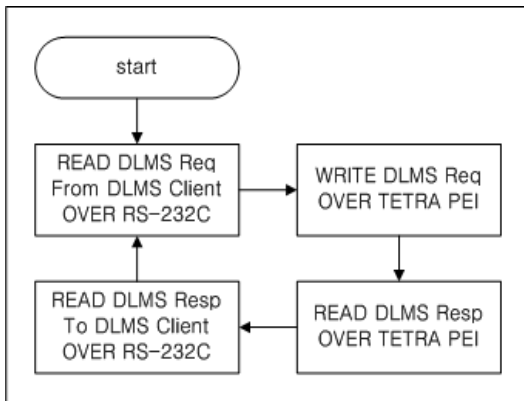 start
READ DLMS Req
From DLMS Client
OVER RS-232C
WRITE DLMS Req
OVER TETRA PEI
READ DLMS Resp
To DLMS Client
OVER RS-232C
READ DLMS Resp
OVER TETRA PEI